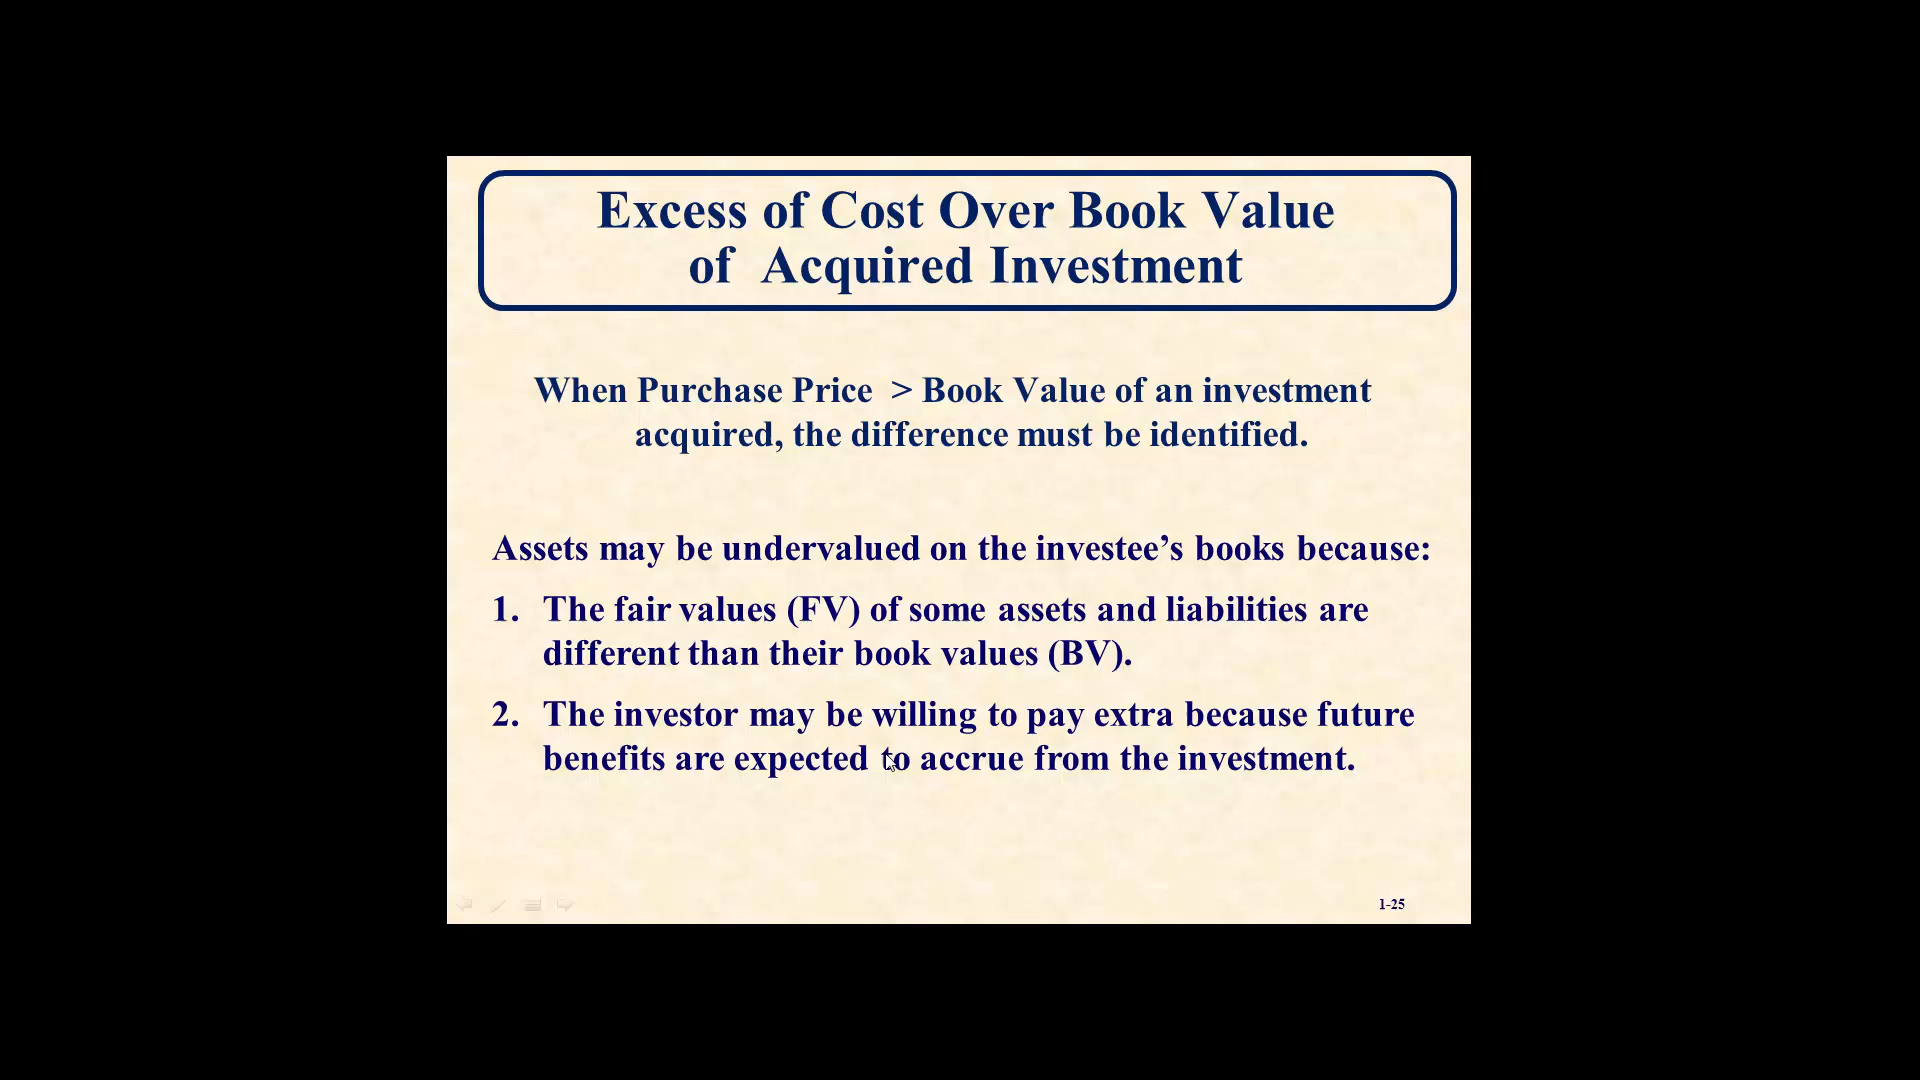 Excess of Cost Over Book Value
of Acquired Investment
When Purchase Price > Book Value of an investment
acquired, the difference must be identified.
Assets may be undervalued on the investee’s books because:
1. The fair values (FV) of some assets and liabilities are
different than their book values (BV).
2. The investor may be willing to pay extra because future
benefits are expected to accrue from the investment.
1-25